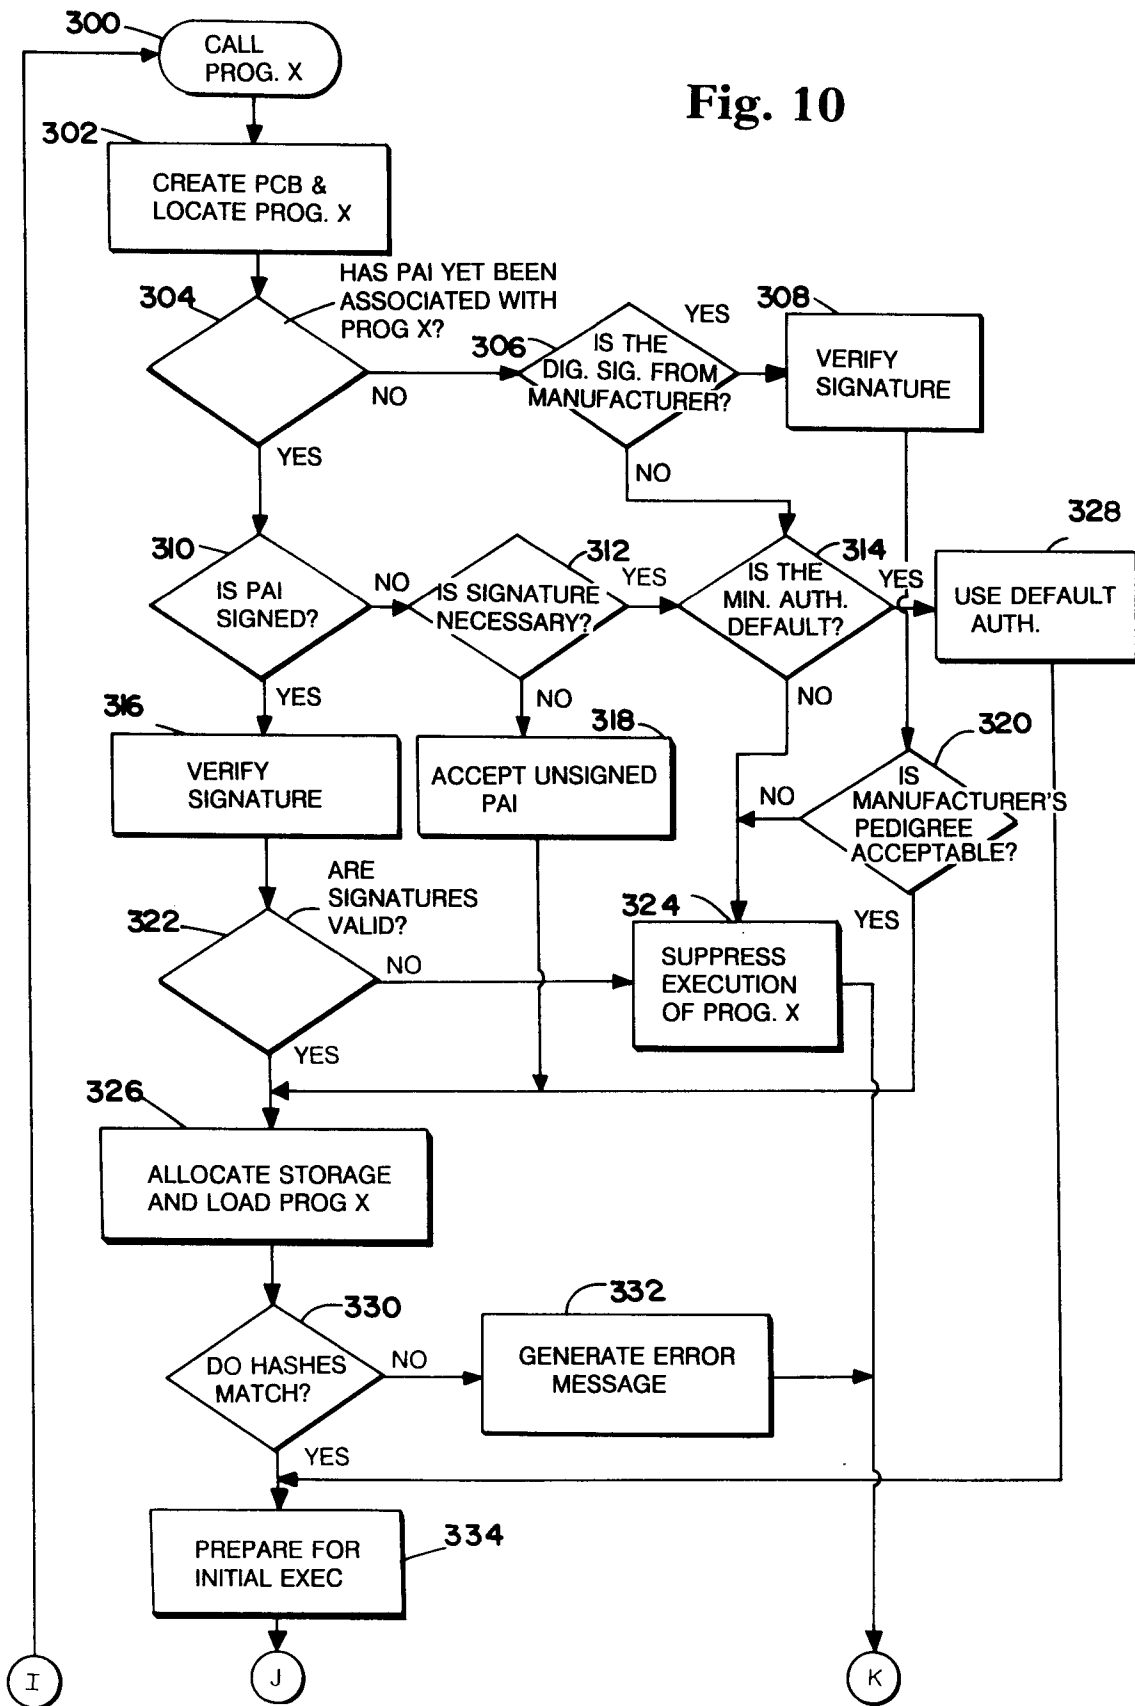 300
CALL
PROG. X
Fig. 10
302
CREATE PCB &
LOCATE PROG. X
304
HAS PAI YET BEEN
ASSOCIATED WITH
PROG X?
NO
YES
306
IS THE
DIG. SIG. FROM
MANUFACTURER?
YES
NO
308
VERIFY
SIGNATURE
310
IS PAI
SIGNED?
NO
YES
312
IS SIGNATURE
NECESSARY?
YES
NO
314
IS THE
MIN. AUTH.
DEFAULT?
YES
NO
328
USE DEFAULT
AUTH.
316
VERIFY
SIGNATURE
318
ACCEPT UNSIGNED
PAI
320
IS
MANUFACTURER'S
PEDIGREE
ACCEPTABLE?
NO
YES
322
ARE
SIGNATURES
VALID?
NO
YES
324
SUPPRESS
EXECUTION
OF PROG. X
326
ALLOCATE STORAGE
AND LOAD PROG X
330
DO HASHES
MATCH?
NO
YES
332
GENERATE ERROR
MESSAGE
334
PREPARE FOR
INITIAL EXEC
I
J
K